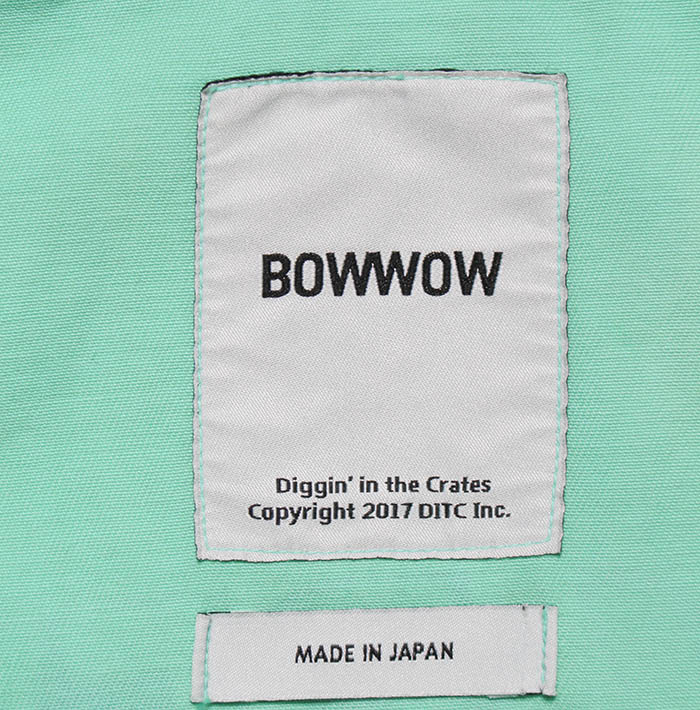 BOWWOW
Diggin' in the Crates
Copyright 2017 DITC Inc.
MADE IN JAPAN